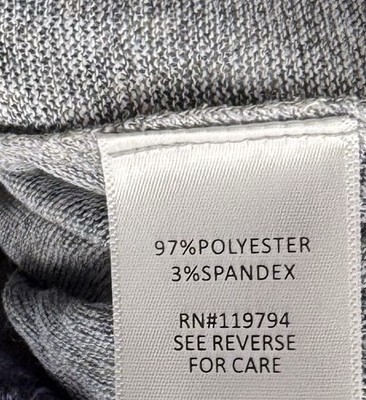 97%POLYESTER
3%SPANDEX
RN#119794
SEE REVERSE
FOR CARE